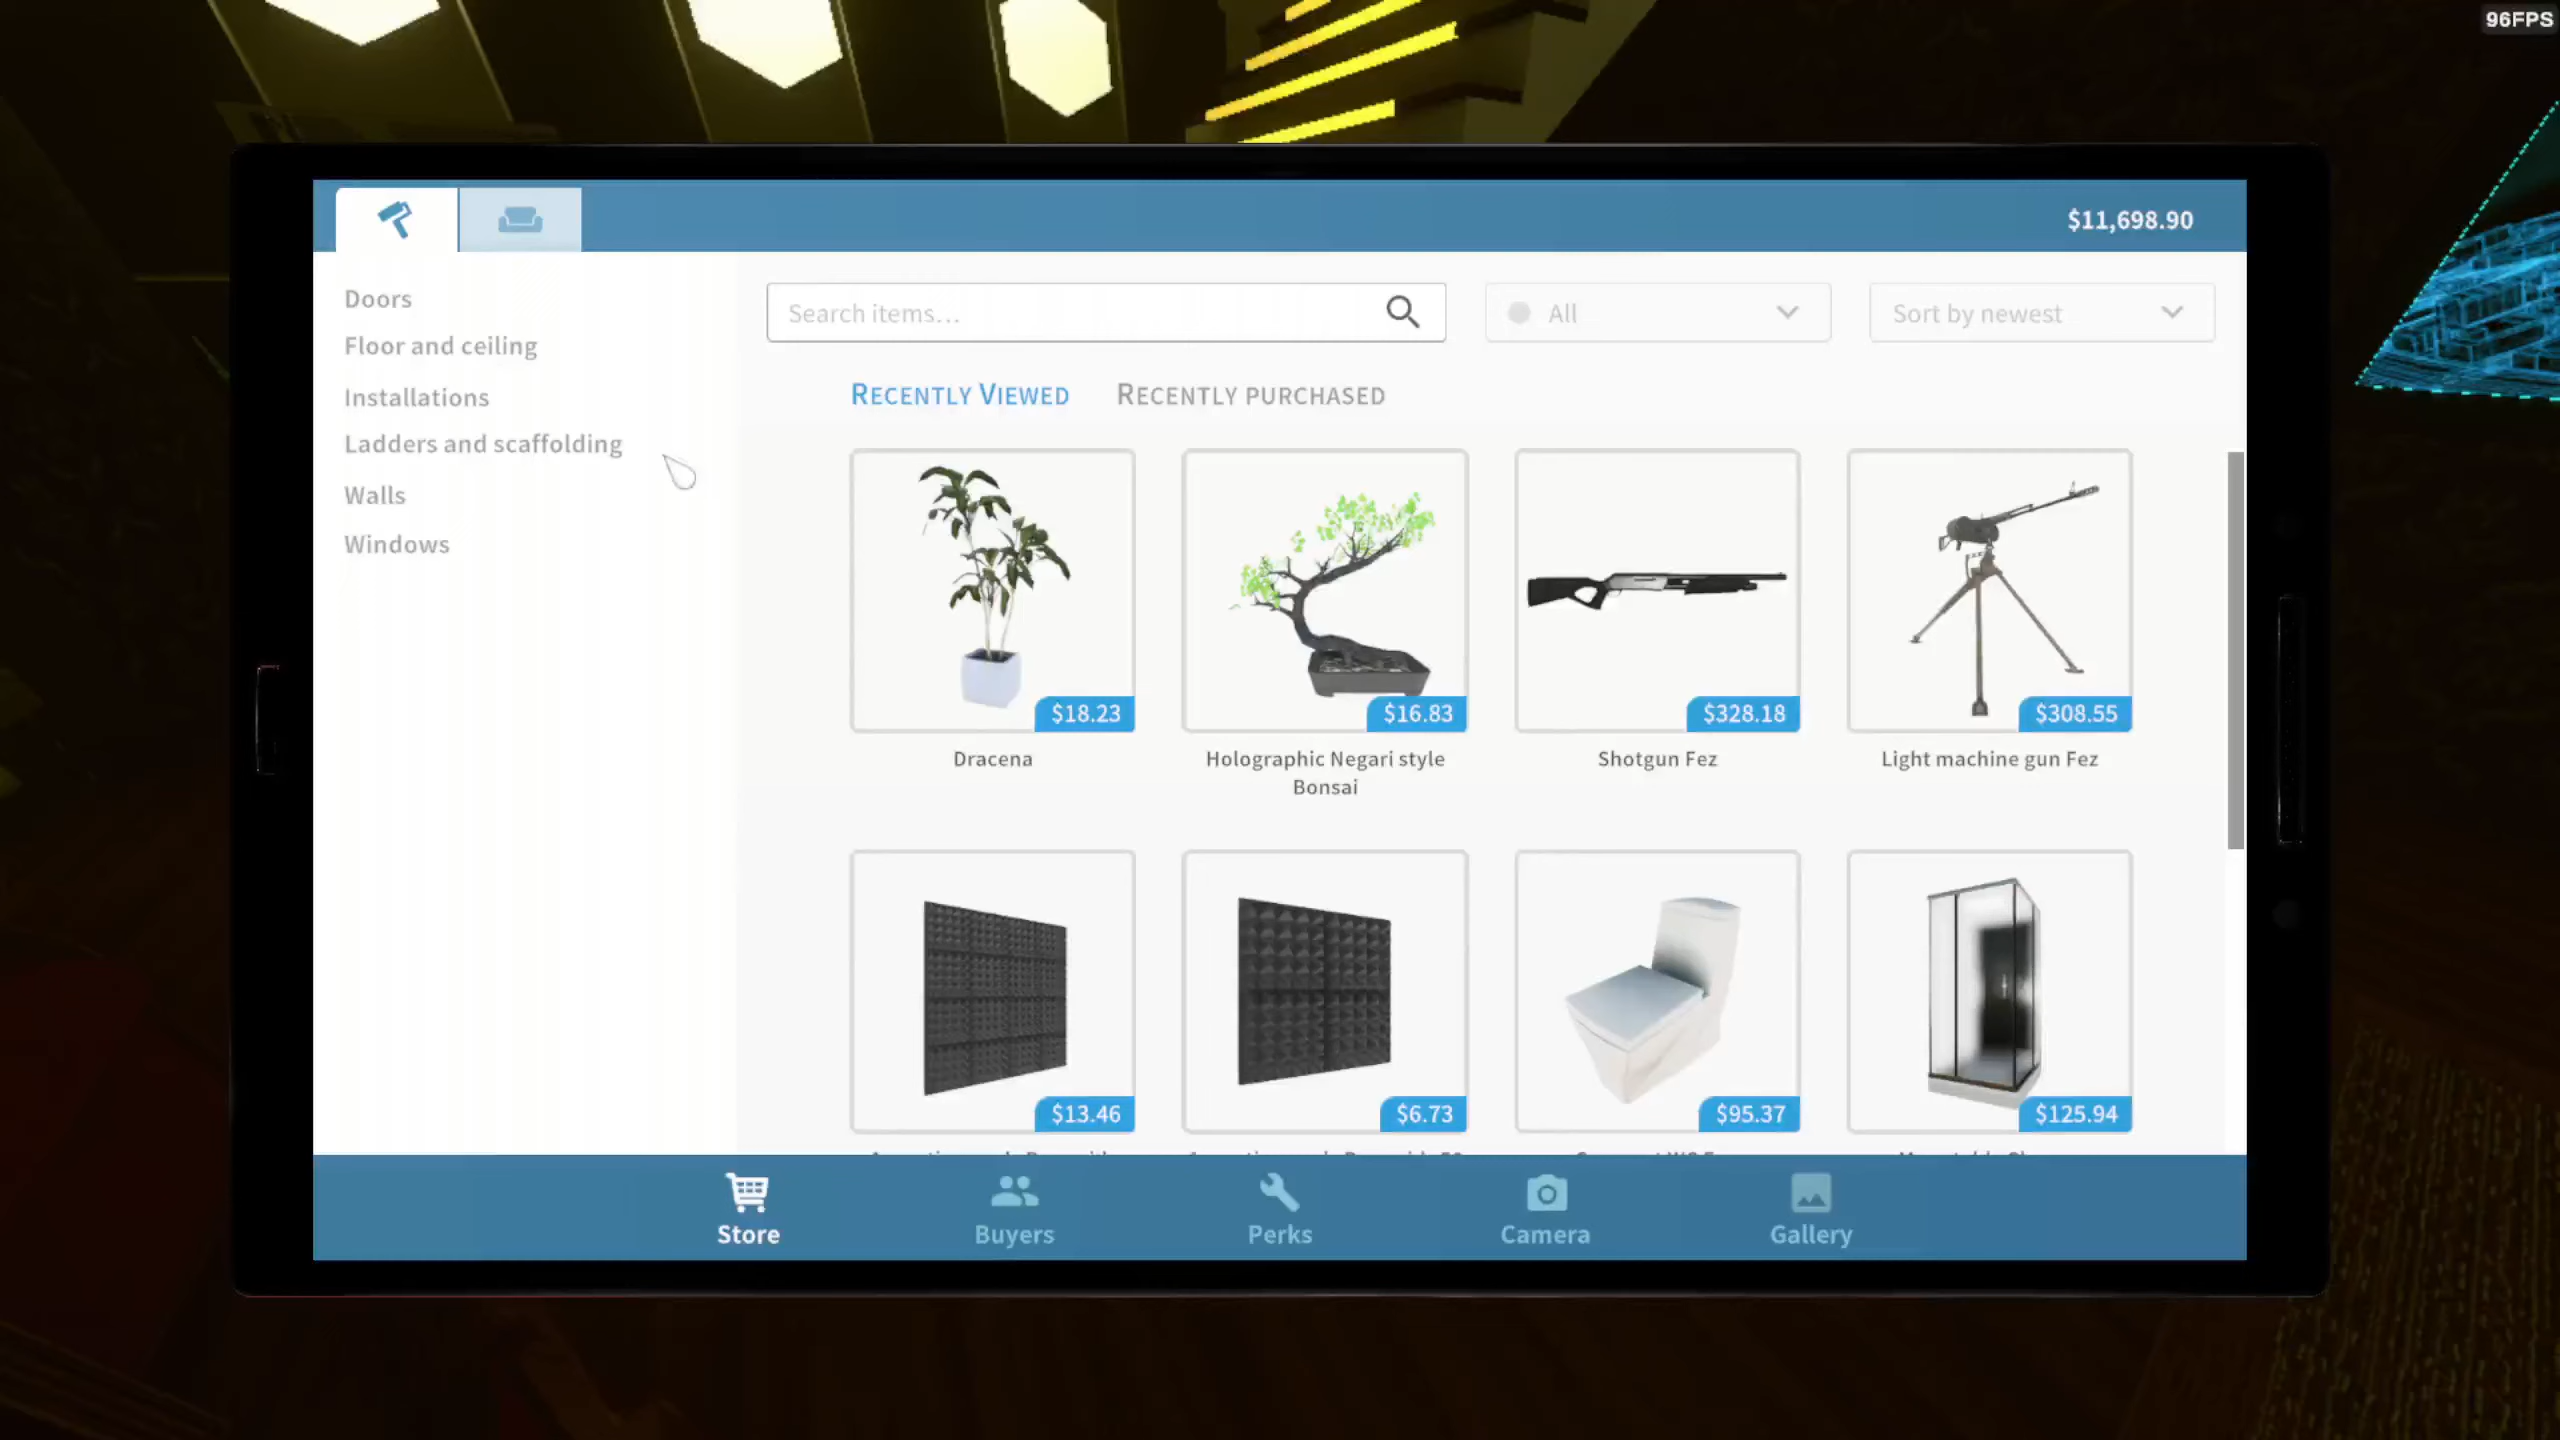 96FPS
$11,698.90
Doors
Floor and ceiling
Installations
Ladders and scaffolding
Walls
Windows
Search items...
All
Sort by newest
RECENTLY VIEWED
RECENTLY PURCHASED
$18.23
$16.83
$328.18
$308.55
Dracena
Holographic Negari style
Bonsai
Shotgun Fez
Light machine gun Fez
$13.46
$6.73
$95.37
$125.94
Store
Buyers
Perks
Camera
Gallery